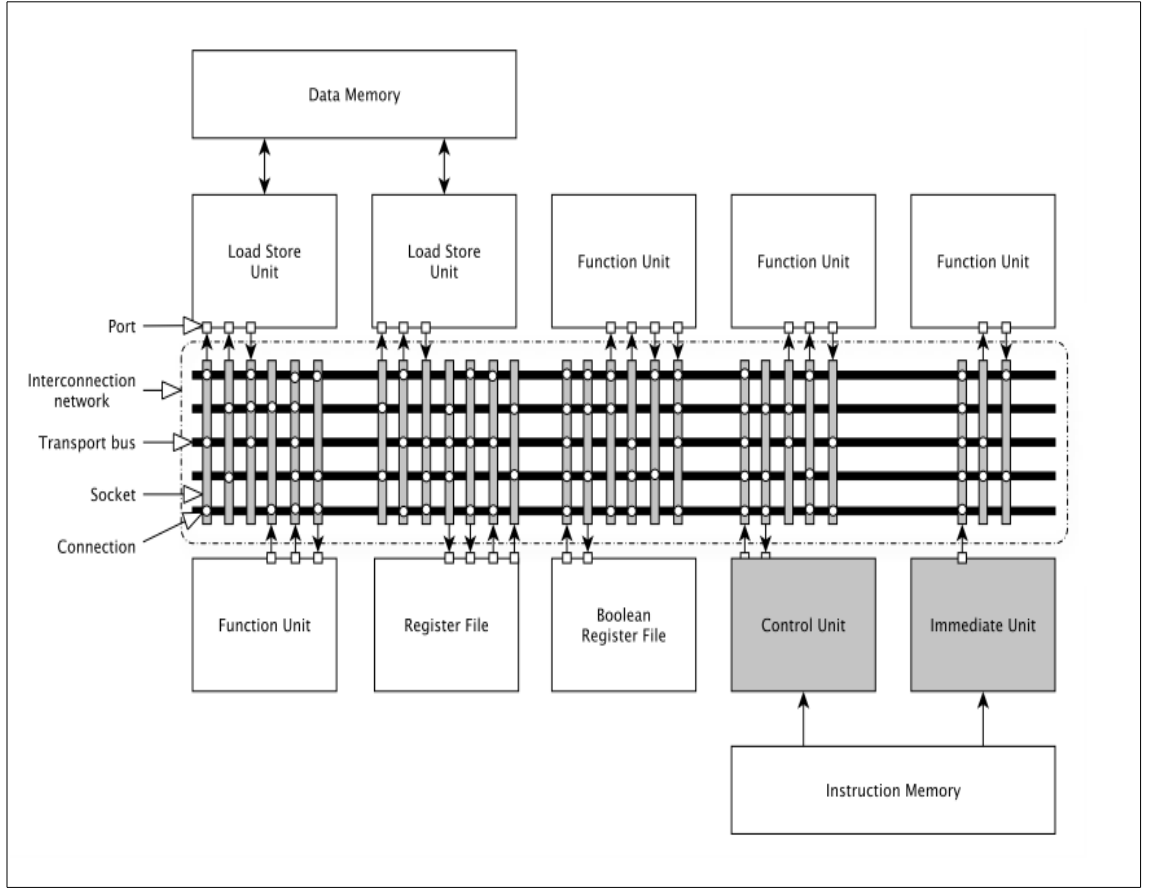 Data Memory
Load Store
Unit
Load Store
Unit
Function Unit
Function Unit
Function Unit
Port
Interconnection
network
Transport bus
Socket
Connection
Function Unit
Register File
Boolean
Register File
Control Unit
Immediate Unit
Instruction Memory